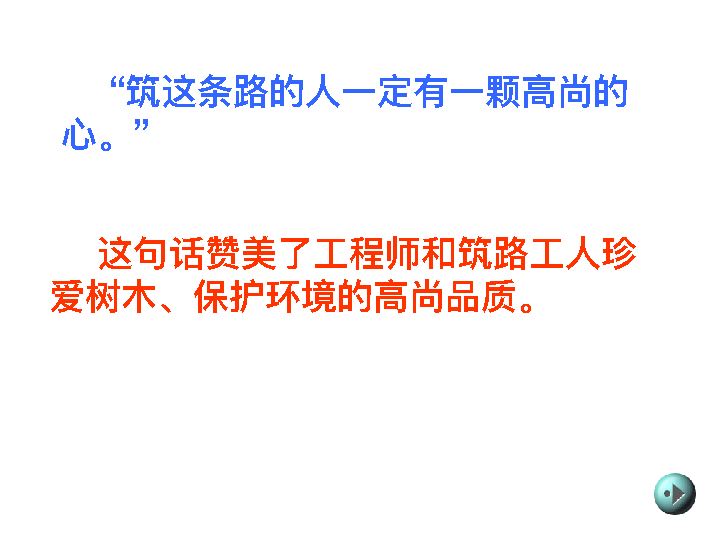 “筑这条路的人一定有一颗高尚的
心。”
这句话赞美了工程师和筑路工人珍
爱树木、保护环境的高尚品质。